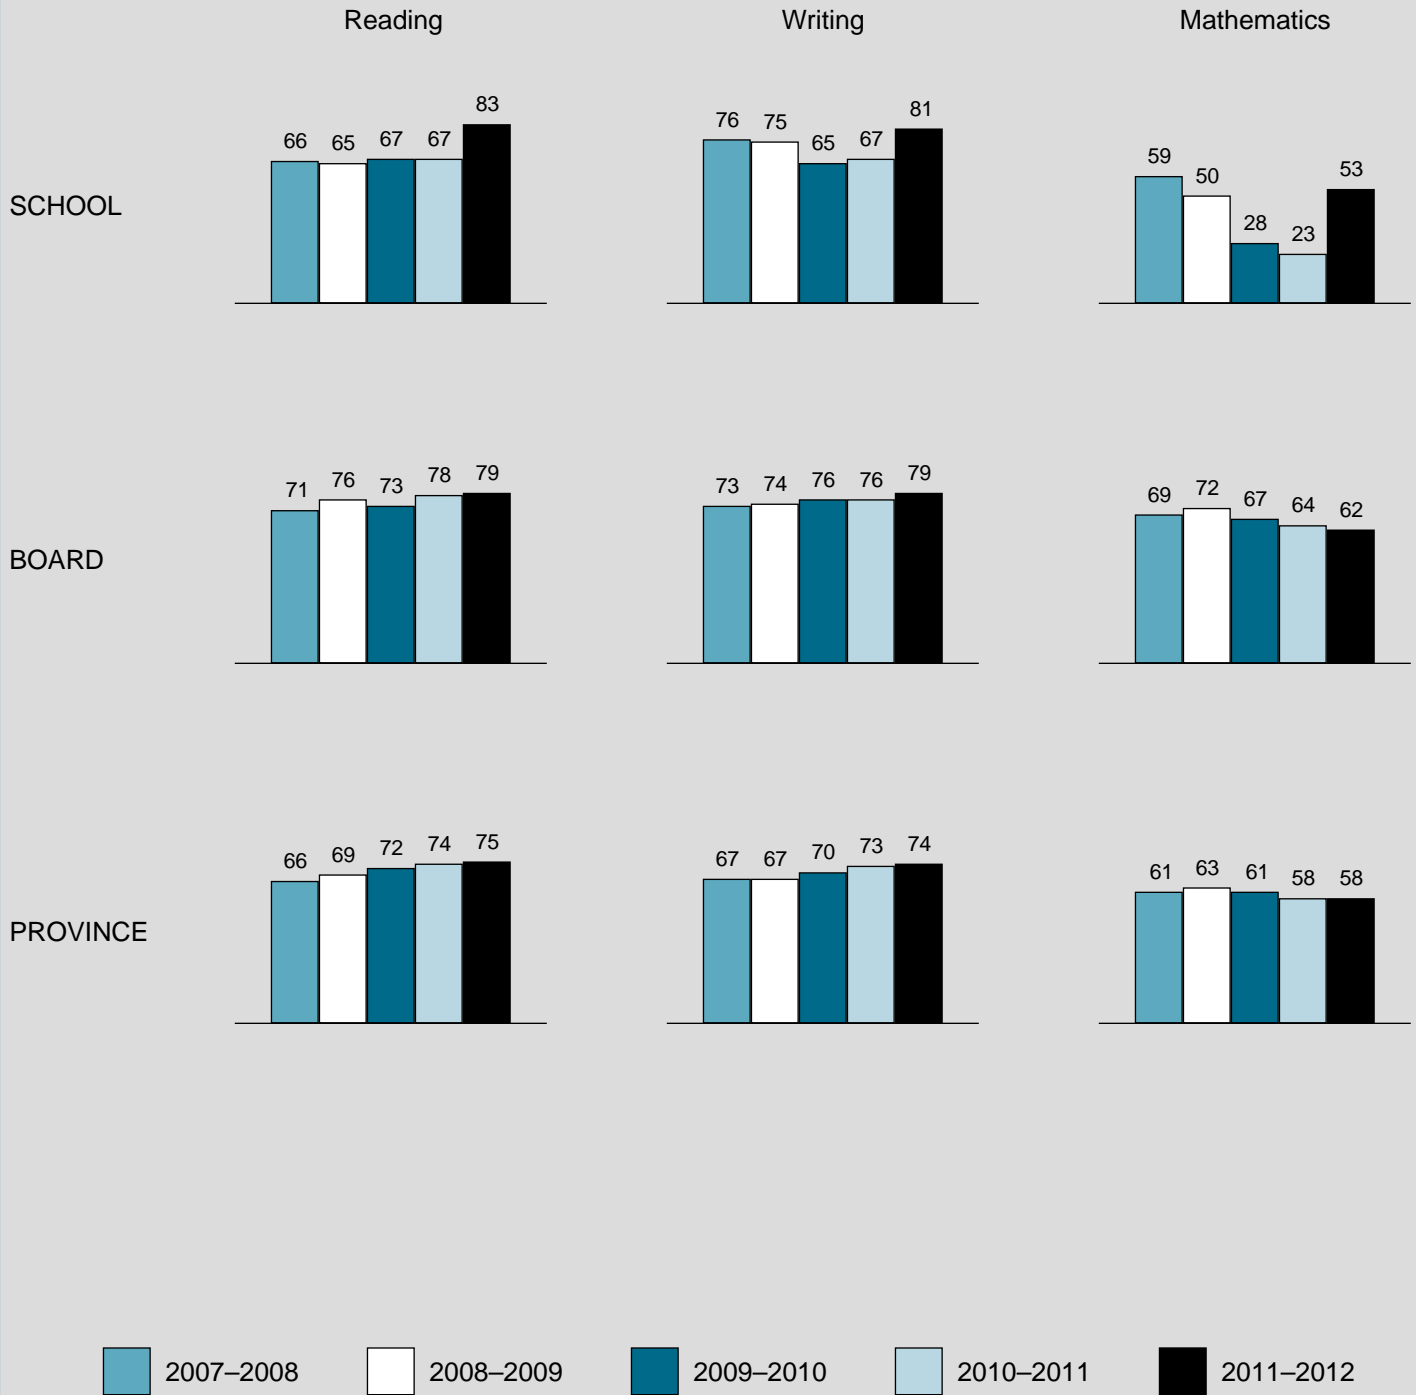 Reading Writing Mathematics
SCHOOL
66 65 67 67 83
76 75 65 67 81
59 50 28 23 53
BOARD
71 76 73 78 79
73 74 76 76 79
69 72 67 64 62
PROVINCE
66 69 72 74 75
67 67 70 73 74
61 63 61 58 58
2007–2008 2008–2009 2009–2010 2010–2011 2011–2012